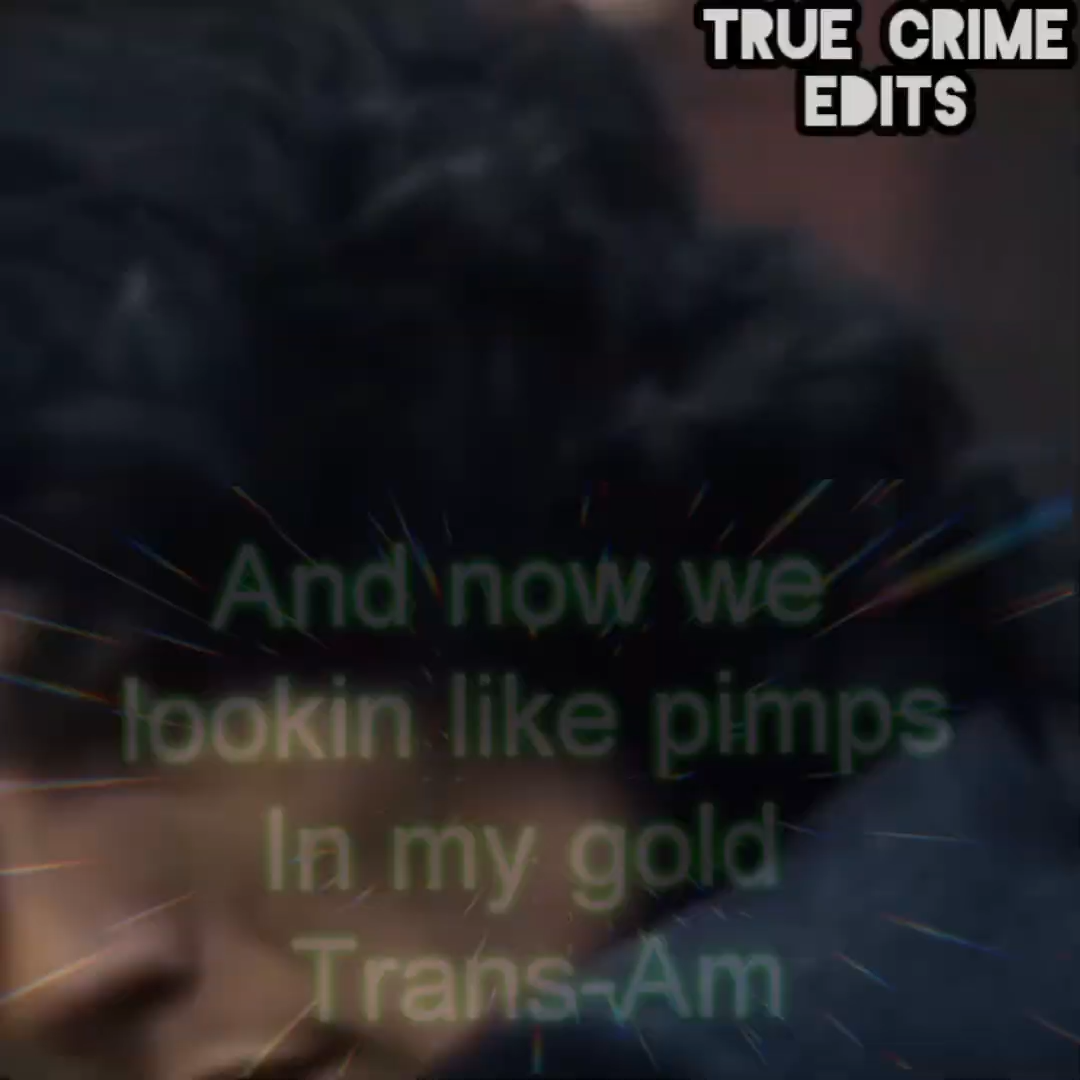 TRUE CRIME
EDITS
And now we
lookin like pimps
In my gold
Trans-Am